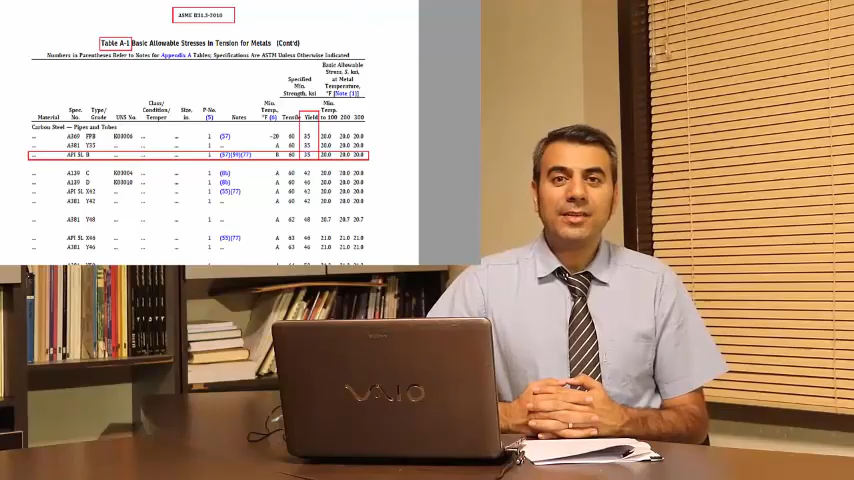 ASME B31.3-2010
Table A-1 Basic Allowable Stresses in Tension for Metals (Cont'd)
Numbers in Parentheses Refer to Notes for Appendix A Tables; Specifications Are ASTM Unless Otherwise Indicated
Specified Min. Strength, ksi
Basic Allowable Stress, S, ksi at Metal Temperature, °F [Note (1)]
Material Spec. No. Type/Grade UNS No. Class/Condition/Temper Size, in. P-No. (5) Notes Min. Temp., °F (6) Tensile Yield Min. Temp. to 100 200 300
Carbon Steel — Pipes and Tubes
... A369 FPB K03006 ... ... 1 (57) −20 60 35 20.0 20.0 20.0
... A381 Y35 ... ... ... 1 ... A 60 35 20.0 20.0 20.0
... API 5L B ... ... ... 1 (57)(59)(77) B 60 35 20.0 20.0 20.0
... A139 C K03004 ... ... 1 (8b) A 60 42 20.0 20.0 20.0
... A139 D K03010 ... ... 1 (8b) A 60 46 20.0 20.0 20.0
... API 5L X42 ... ... ... 1 (55)(77) A 60 42 20.0 20.0 20.0
... A381 Y42 ... ... ... 1 ... A 60 42 20.0 20.0 20.0
... A381 Y48 ... ... ... 1 ... A 62 48 20.7 20.7 20.7
... API 5L X46 ... ... ... 1 (55)(77) A 63 46 21.0 21.0 21.0
... A381 Y46 ... ... ... 1 ... A 63 46 21.0 21.0 21.0
VAIO